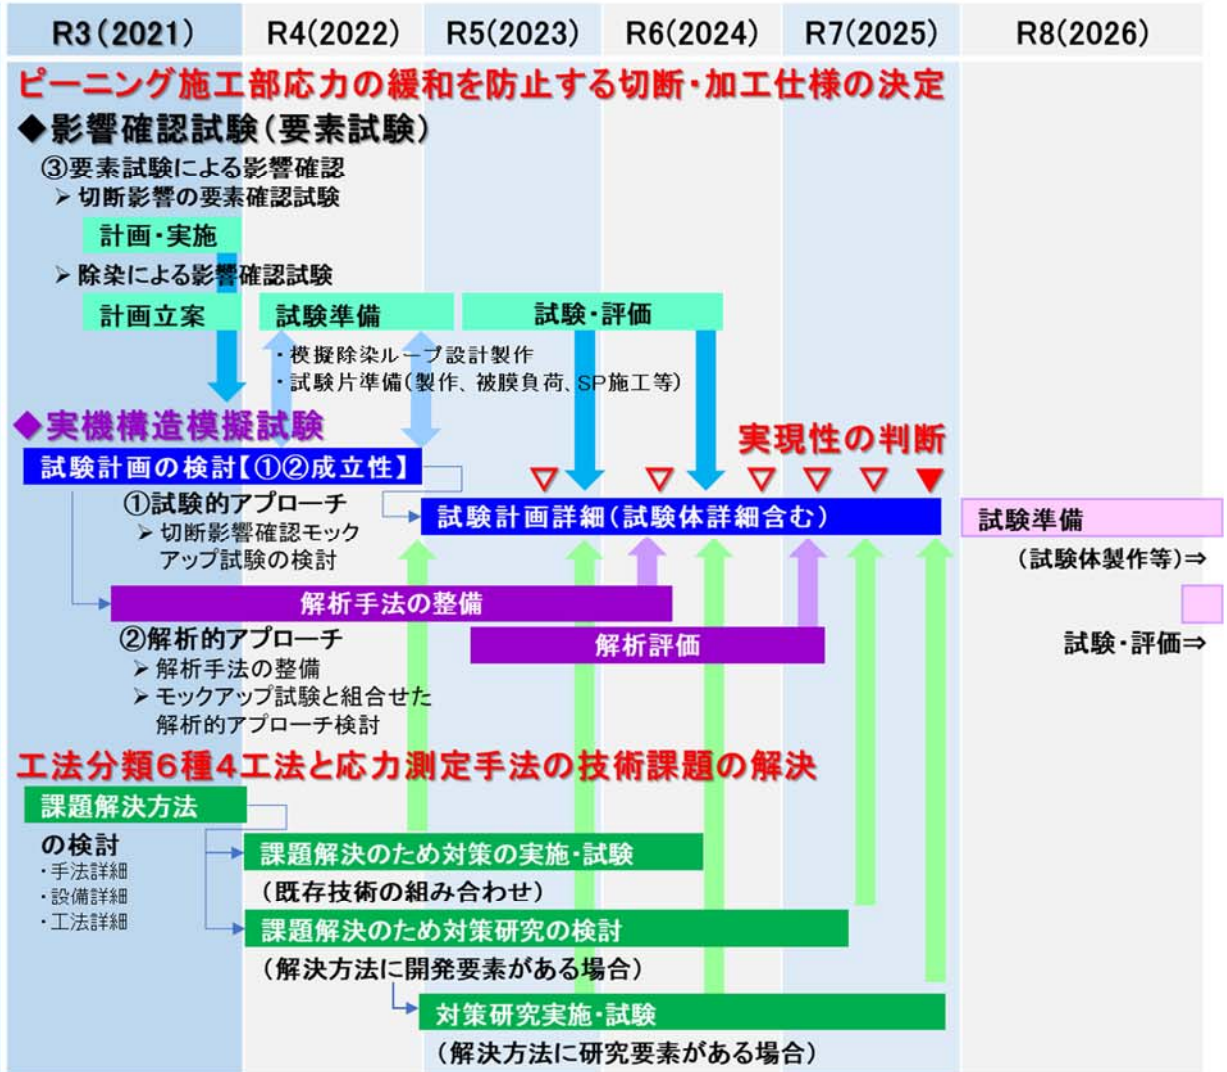 R3(2021) R4(2022) R5(2023) R6(2024) R7(2025) R8(2026)
ピーニング施工部応力の緩和を防止する切断・加工仕様の決定
◆影響確認試験(要素試験)
③要素試験による影響確認
➢ 切断影響の要素確認試験
計画・実施
➢ 除染による影響確認試験
計画立案 試験準備 試験・評価
・模擬除染ループ設計製作
・試験片準備(製作、被膜負荷、SP施工等)
◆実機構造模擬試験
実現性の判断
試験計画の検討【①②成立性】
①試験的アプローチ
➢ 切断影響確認モック
アップ試験の検討
試験計画詳細(試験体詳細含む)
試験準備
(試験体製作等)⇒
解析手法の整備
②解析的アプローチ
➢ 解析手法の整備
➢ モックアップ試験と組合せた
解析的アプローチ検討
解析評価
試験・評価⇒
工法分類6種4工法と応力測定手法の技術課題の解決
課題解決方法
の検討
・手法詳細
・設備詳細
・工法詳細
課題解決のため対策の実施・試験
(既存技術の組み合わせ)
課題解決のため対策研究の検討
(解決方法に開発要素がある場合)
対策研究実施・試験
(解決方法に研究要素がある場合)